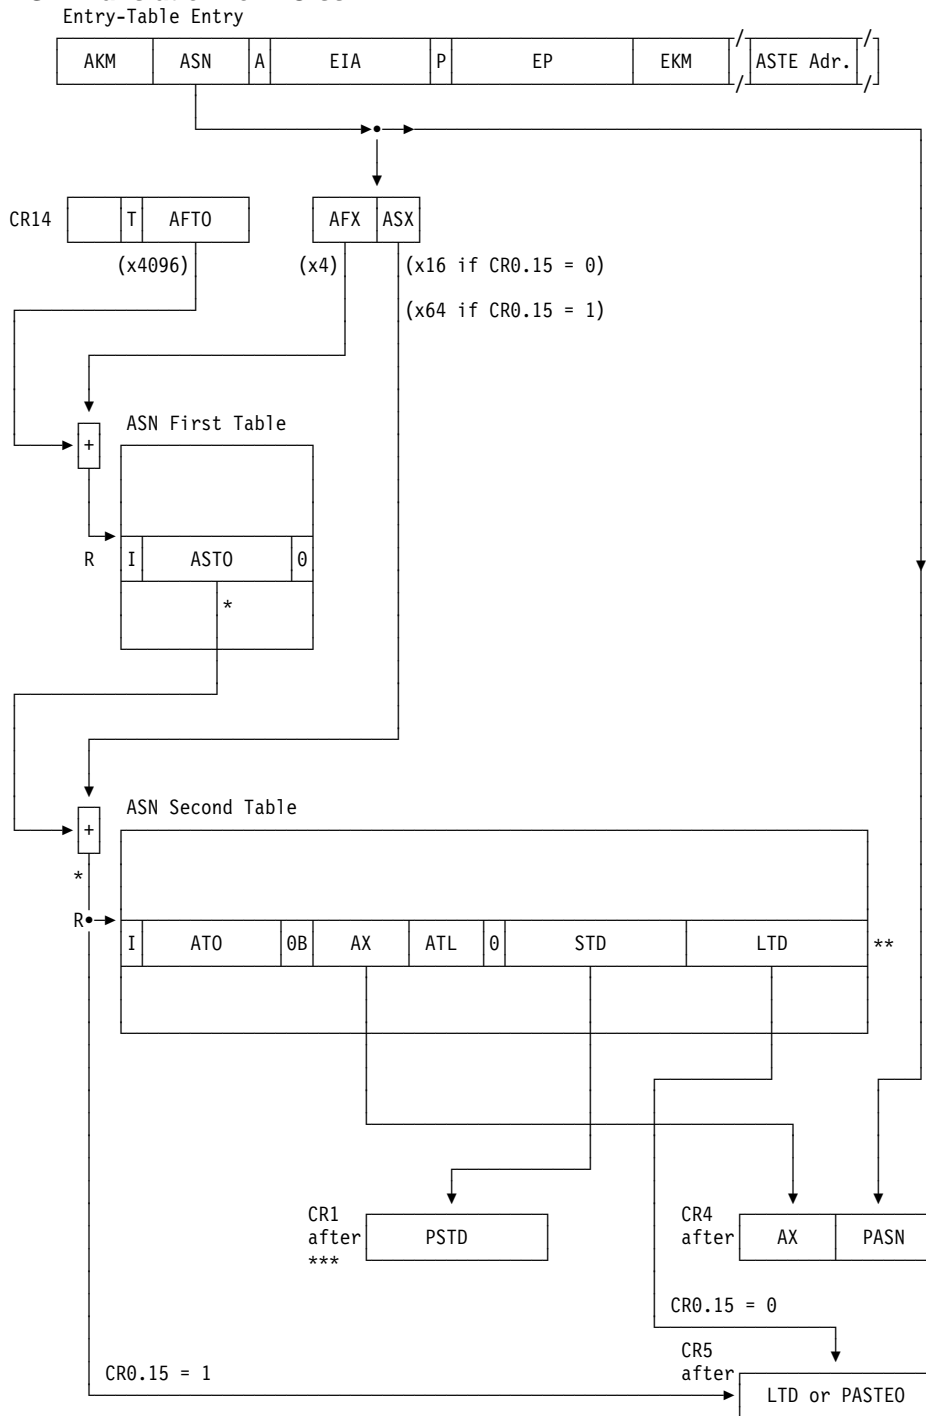 Entry-Table Entry
AKM ASN A EIA P EP EKM / / ASTE Adr. / /
CR14 T AFTO AFX ASX
(x4096) (x4) (x16 if CR0.15 = 0)
(x64 if CR0.15 = 1)
ASN First Table
+
R I ASTO 0
*
ASN Second Table
+
*
R I ATO 0B AX ATL 0 STD LTD **
CR1 after *** PSTD
CR4 after AX PASN
CR0.15 = 0
CR5 after LTD or PASTEO
CR0.15 = 1